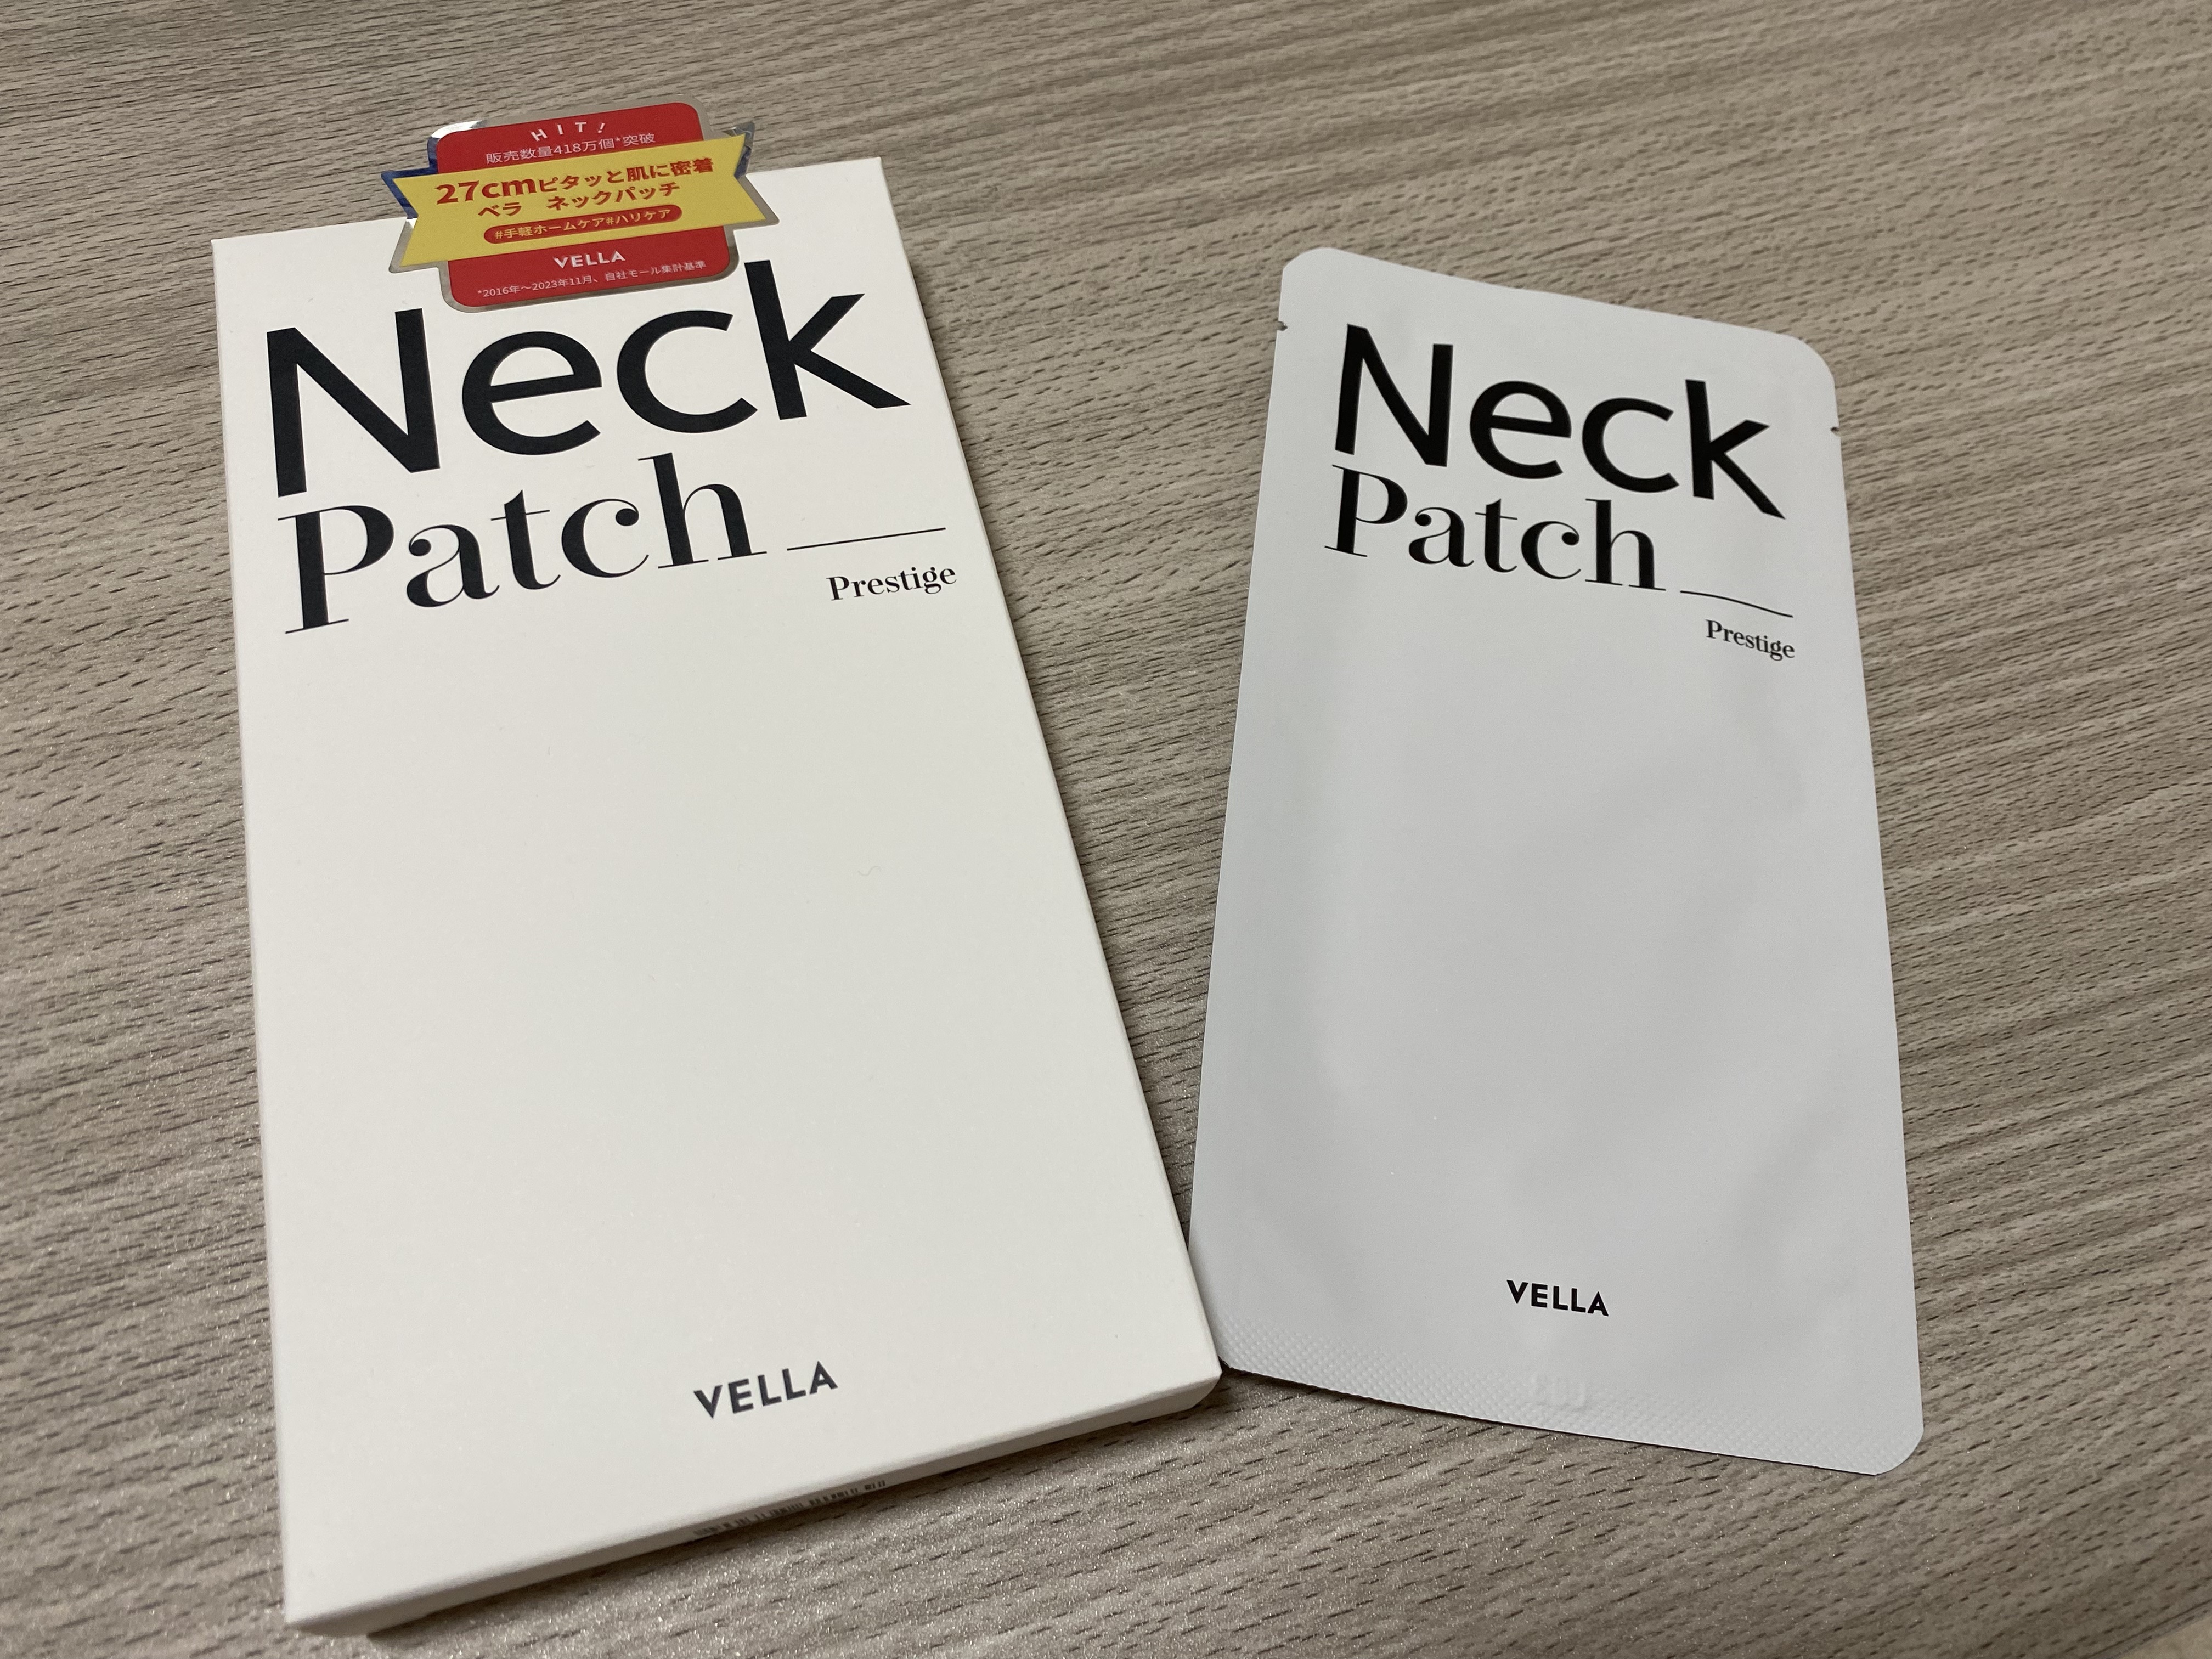 HIT!
販売数量418万個*突破
27cmピタッと肌に密着
ベラ ネックパッチ
#手軽ホームケア#ハリケア
VELLA
*2016年～2023年11月、自社モール集計基準
Neck
Patch
Prestige
VELLA
Neck
Patch
Prestige
VELLA